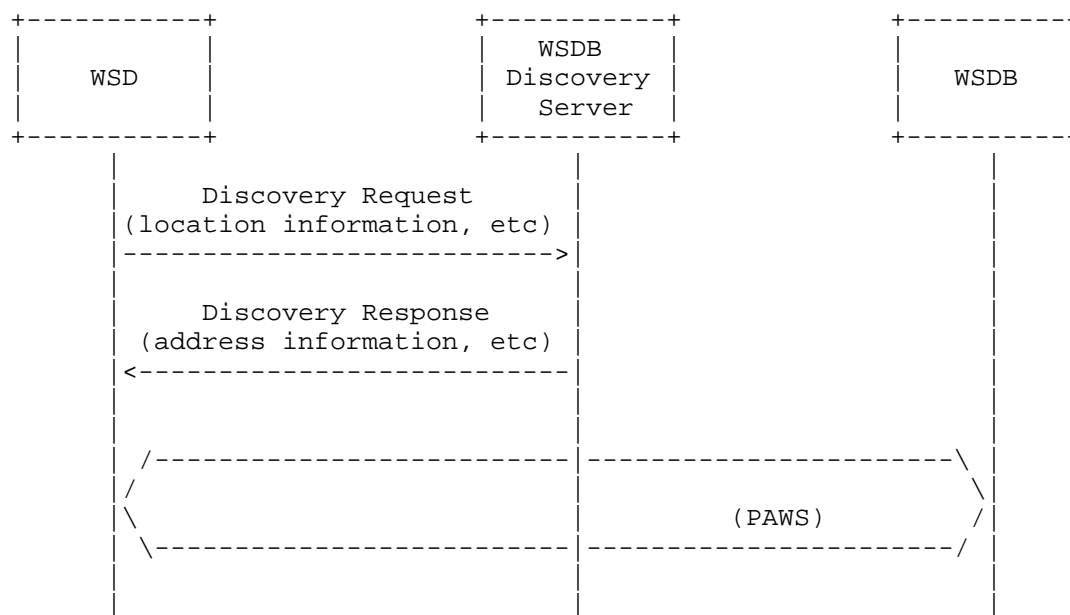 WSDB
WSD Discovery WSDB
Server
Discovery Request
(location information, etc)
Discovery Response
(address information, etc)
(PAWS)